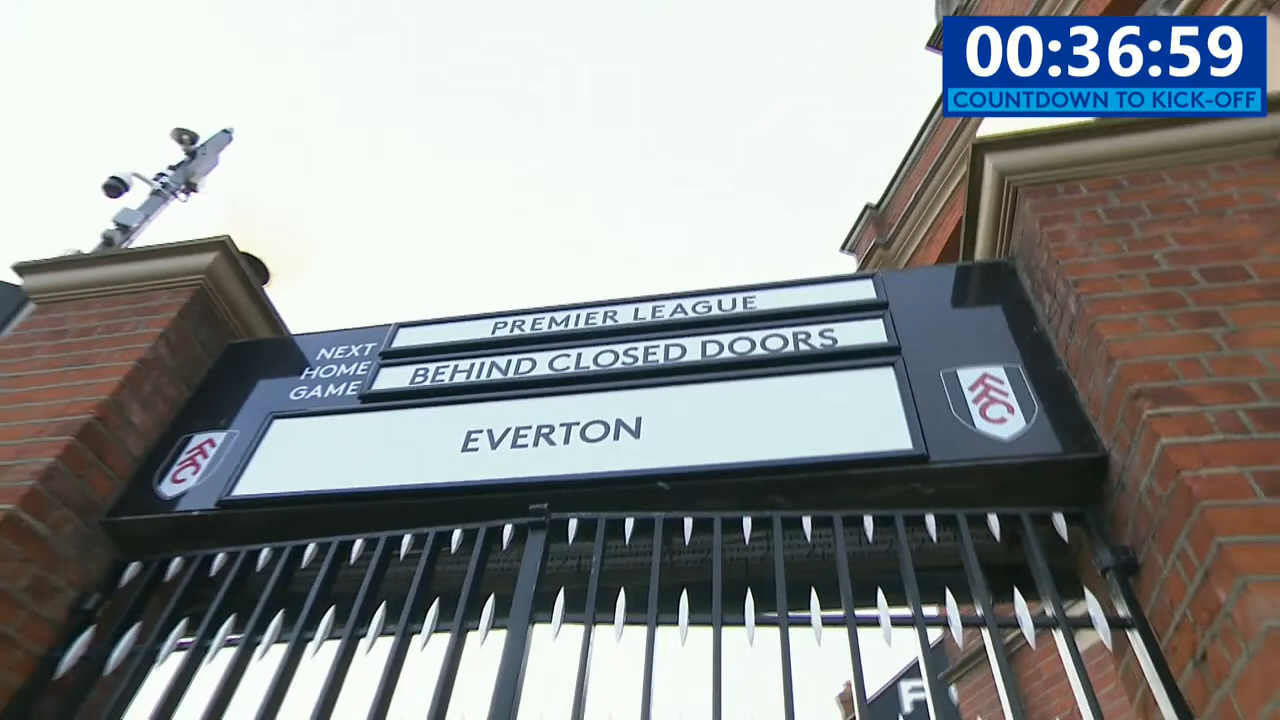 00:36:59
COUNTDOWN TO KICK-OFF
NEXT
HOME
GAME
PREMIER LEAGUE
BEHIND CLOSED DOORS
EVERTON
FFC
FFC
F